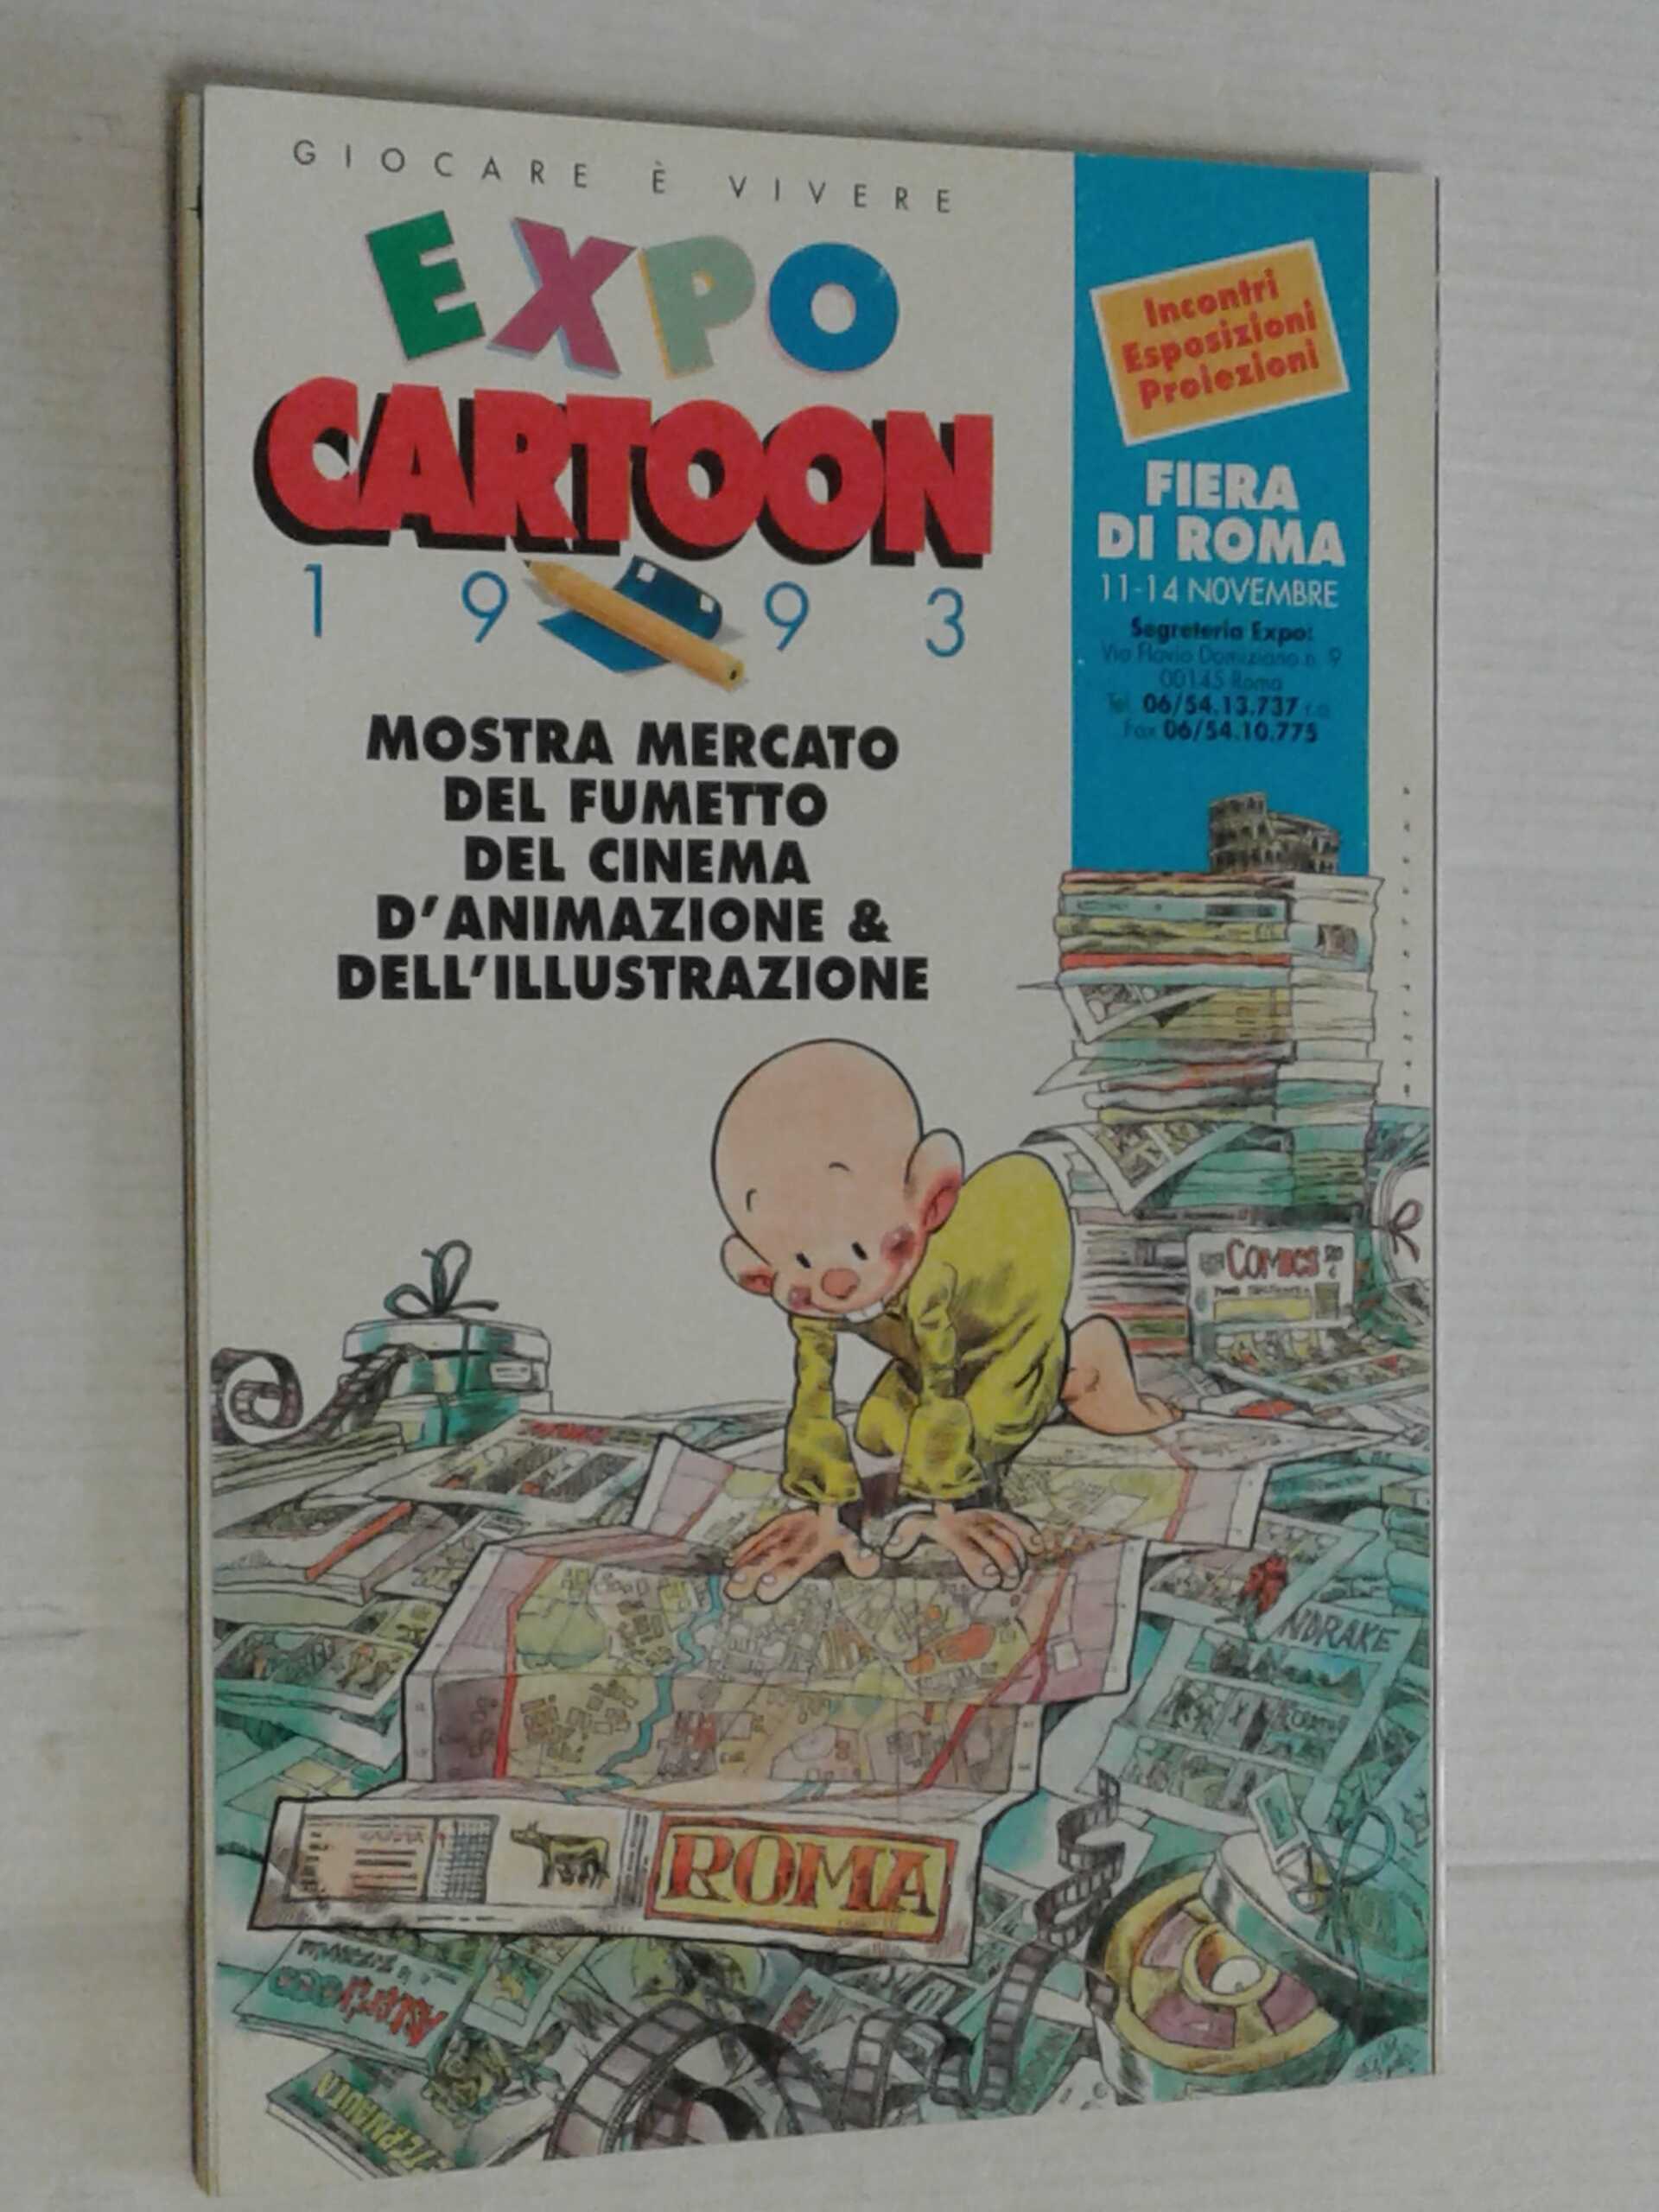 GIOCARE È VIVERE
EXPO
CARTOON
1993
MOSTRA MERCATO
DEL FUMETTO
DEL CINEMA
D'ANIMAZIONE &
DELL'ILLUSTRAZIONE
Incontri
Esposizioni
Proiezioni
FIERA
DI ROMA
11-14 NOVEMBRE
Segreteria Expo:
Via Flavio Domiziano n. 9
00145 Roma
Tel. 06/54.13.737 r.a.
Fax 06/54.10.775
COMICS
NDRAKE
ROMA